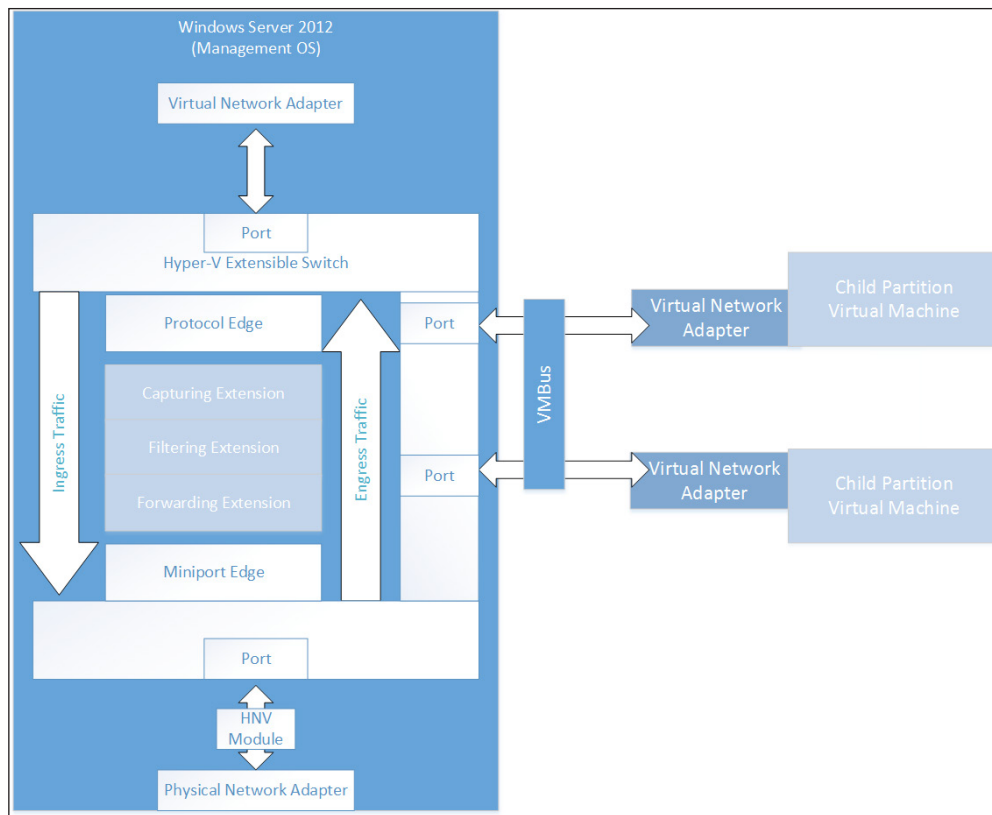 Windows Server 2012
(Management OS)
Virtual Network Adapter
Port
Hyper-V Extensible Switch
Protocol Edge
Capturing Extension
Filtering Extension
Forwarding Extension
Miniport Edge
Ingress Traffic
Engress Traffic
Port
Port
Port
HNV
Module
Physical Network Adapter
VMBus
Virtual Network
Adapter
Child Partition
Virtual Machine
Virtual Network
Adapter
Child Partition
Virtual Machine